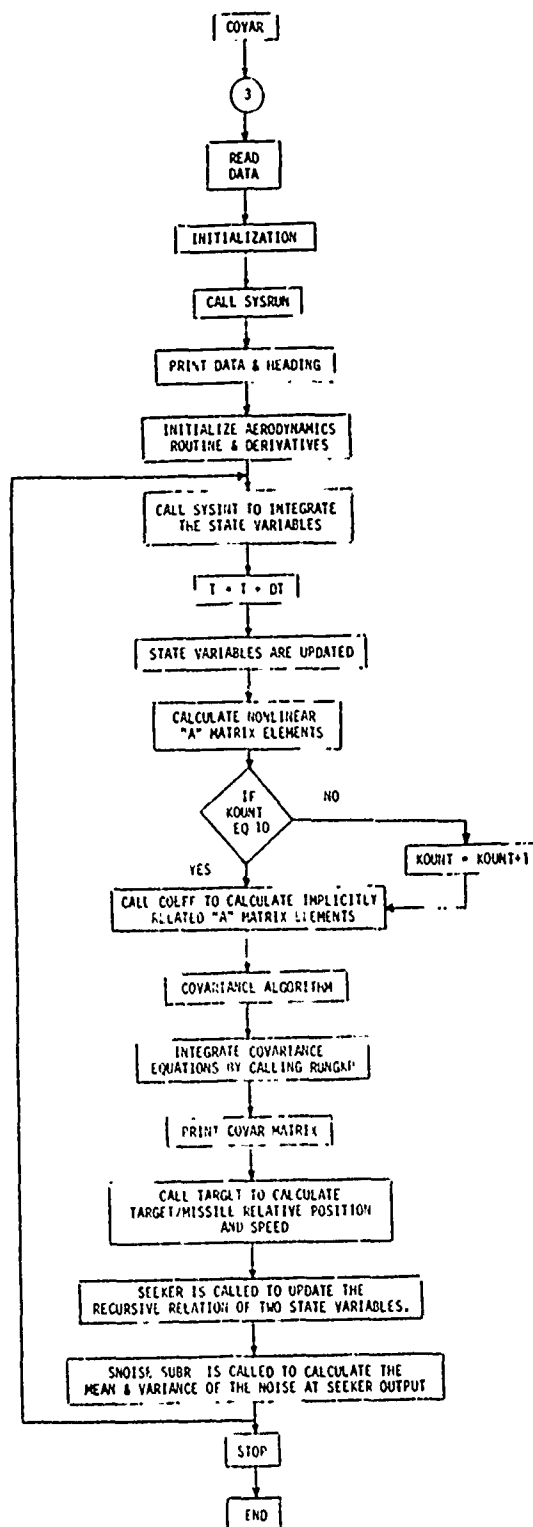 COVAR
3
READ
DATA
INITIALIZATION
CALL SYSRUN
PRINT DATA & HEADING
INITIALIZE AERODYNAMICS
ROUTINE & DERIVATIVES
CALL SYSINT TO INTEGRATE
THE STATE VARIABLES
T = T + DT
STATE VARIABLES ARE UPDATED
CALCULATE NONLINEAR
"A" MATRIX ELEMENTS
IF
KOUNT
EQ 10
NO
KOUNT = KOUNT+1
YES
CALL COEFF TO CALCULATE IMPLICITLY
RELATED "A" MATRIX ELEMENTS
COVARIANCE ALGORITHM
INTEGRATE COVARIANCE
EQUATIONS BY CALLING
PRINT COVAR MATRIX
CALL TARGET TO CALCULATE
TARGET/MISSILE RELATIVE POSITION
AND SPEED
SEEKER IS CALLED TO UPDATE THE
RECURSIVE RELATION OF TWO STATE VARIABLES.
SNOISE SUBR IS CALLED TO CALCULATE THE
MEAN & VARIANCE OF THE NOISE AT SEEKER OUTPUT
STOP
END